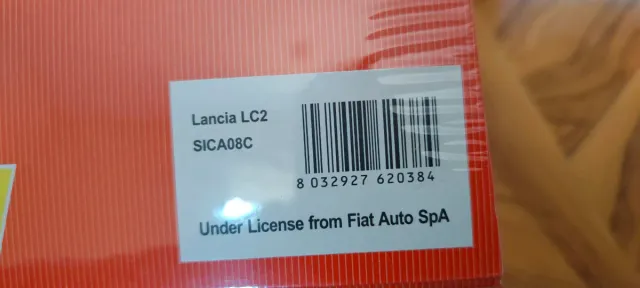 Lancia LC2
SICA08C
8 032927 620384
Under License from Fiat Auto SpA